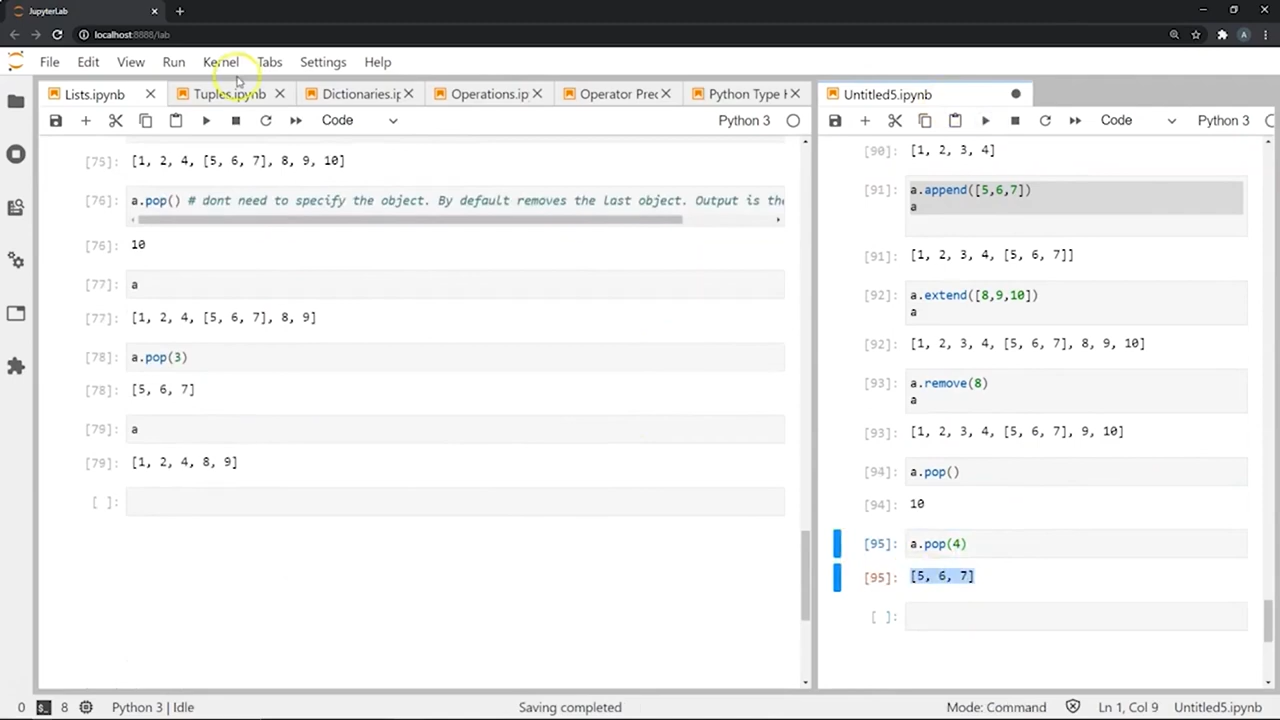 JupyterLab
localhost:8888/lab
File Edit View Run Kernel Tabs Settings Help
Lists.ipynb Tuples.ipynb Dictionaries.ip Operations.ip Operator Prec Python Type H
Code Python 3
[75]: [1, 2, 4, [5, 6, 7], 8, 9, 10]
[76]: a.pop() # dont need to specify the object. By default removes the last object. Output is the
[76]: 10
[77]: a
[77]: [1, 2, 4, [5, 6, 7], 8, 9]
[78]: a.pop(3)
[78]: [5, 6, 7]
[79]: a
[79]: [1, 2, 4, 8, 9]
[ ]:
Untitled5.ipynb
Code Python 3
[90]: [1, 2, 3, 4]
[91]: a.append([5,6,7])
a
[91]: [1, 2, 3, 4, [5, 6, 7]]
[92]: a.extend([8,9,10])
a
[92]: [1, 2, 3, 4, [5, 6, 7], 8, 9, 10]
[93]: a.remove(8)
a
[93]: [1, 2, 3, 4, [5, 6, 7], 9, 10]
[94]: a.pop()
[94]: 10
[95]: a.pop(4)
[95]: [5, 6, 7]
[ ]:
0 8 Python 3 | Idle Saving completed Mode: Command Ln 1, Col 9 Untitled5.ipynb